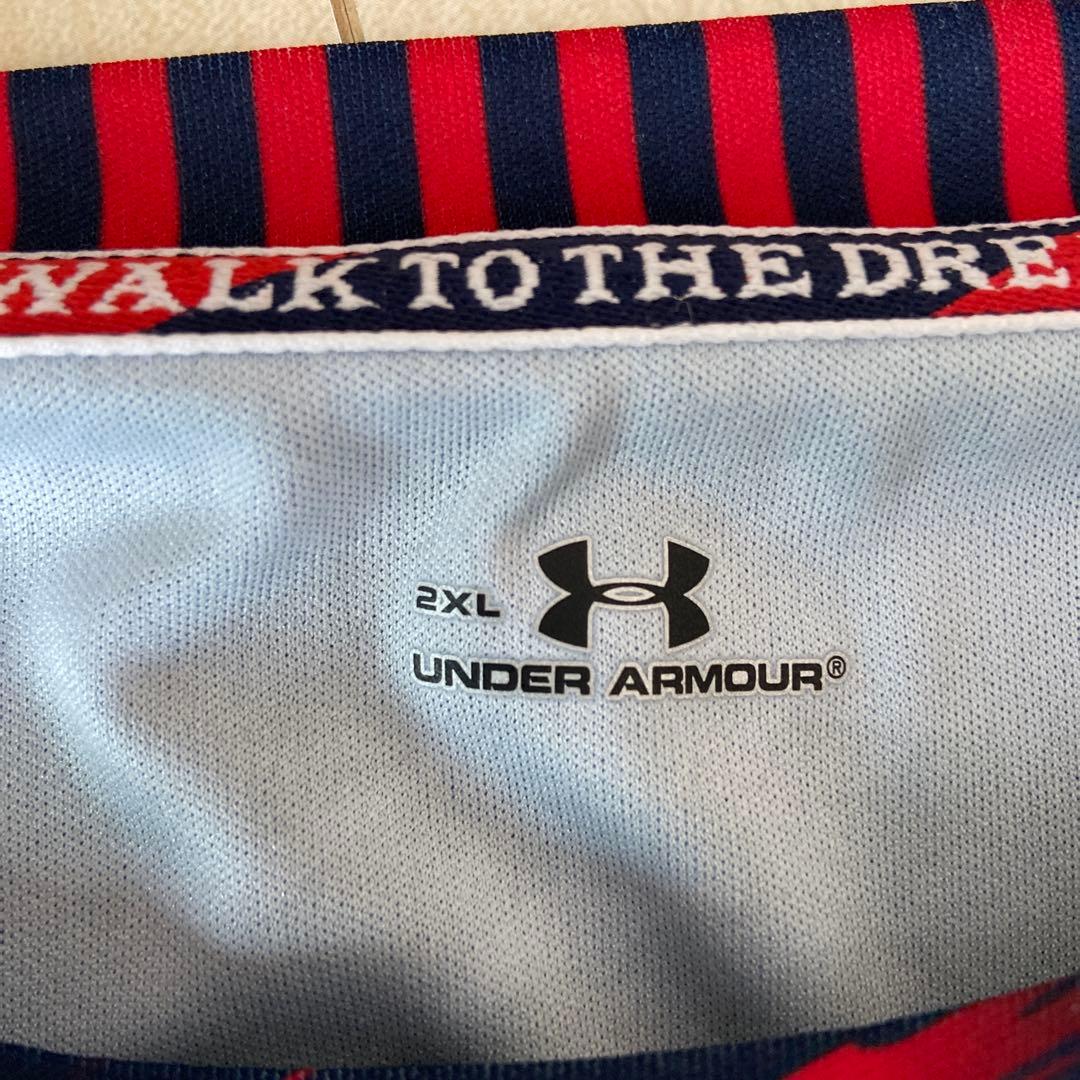 WALK TO THE DRE
2XL
UNDER ARMOUR®